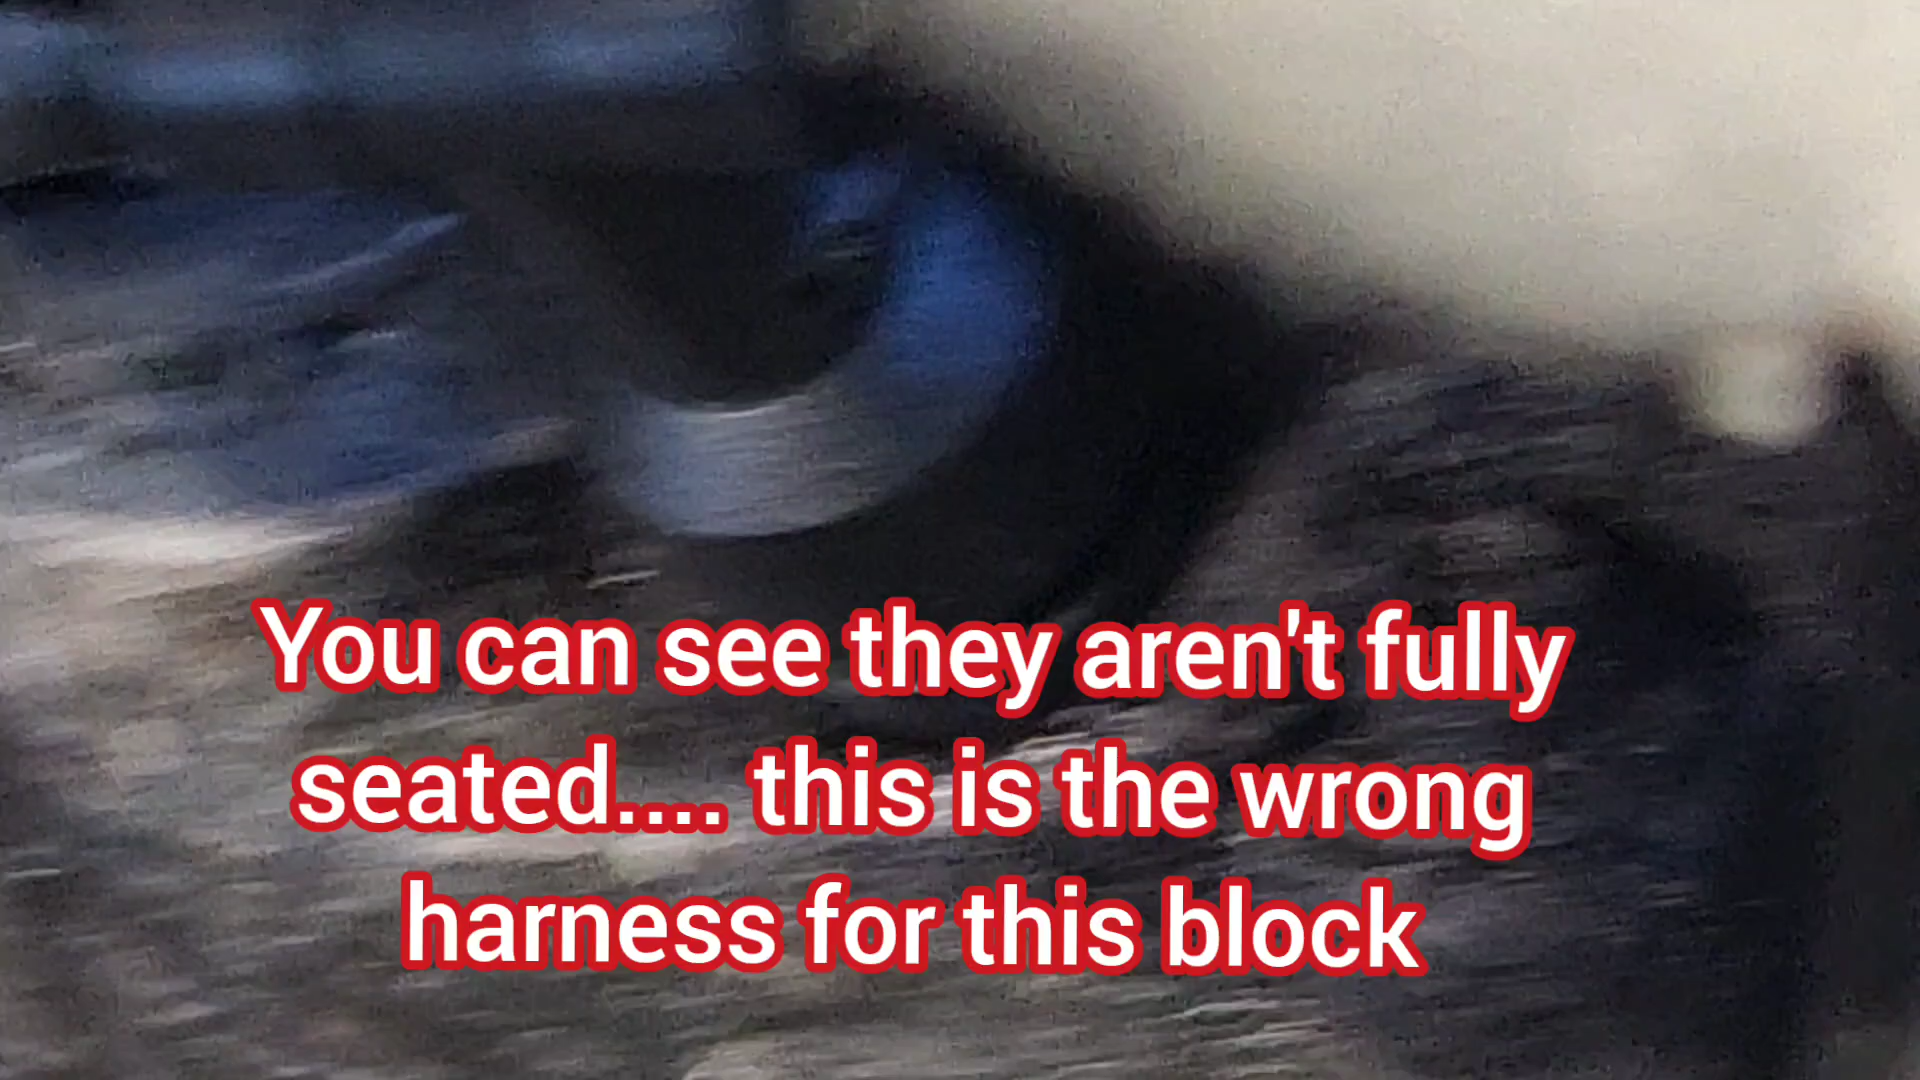 You can see they aren't fully
seated.... this is the wrong
harness for this block